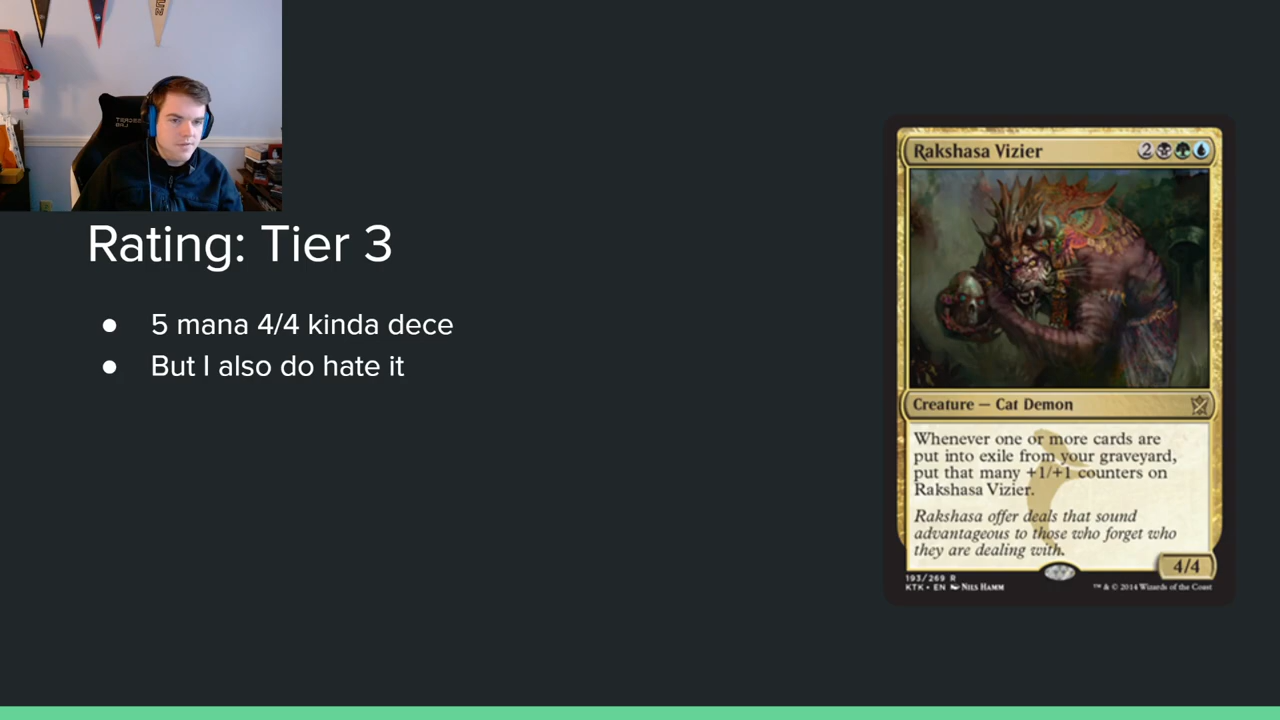 Rating: Tier 3
● 5 mana 4/4 kinda dece
● But I also do hate it
Rakshasa Vizier
2
Creature — Cat Demon
Whenever one or more cards are
put into exile from your graveyard,
put that many +1/+1 counters on
Rakshasa Vizier.
Rakshasa offer deals that sound
advantageous to those who forget who
they are dealing with.
4/4
193/269 R
KTK • EN NILS HAMM
™ & © 2014 Wizards of the Coast